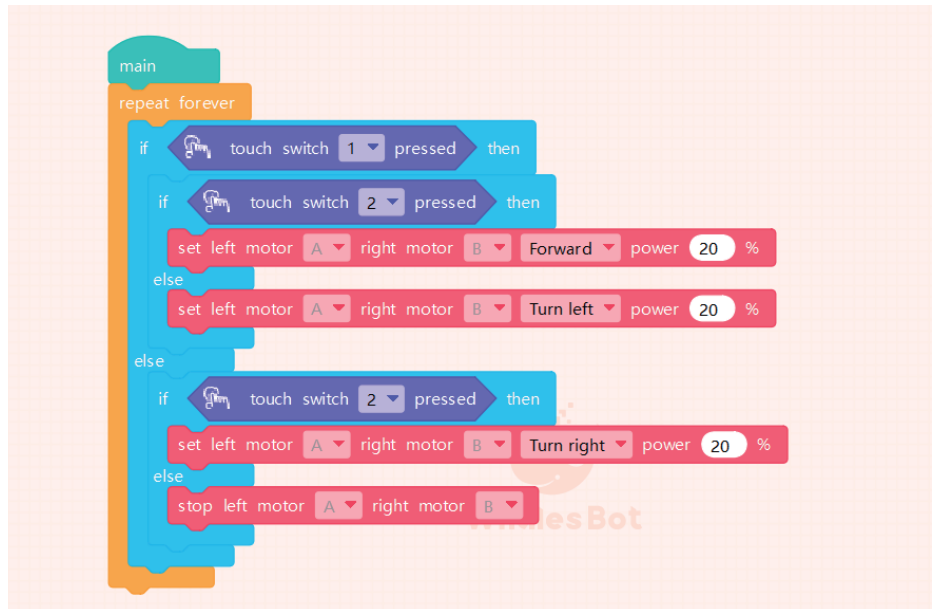 main
repeat forever
if touch switch 1 pressed then
if touch switch 2 pressed then
set left motor A right motor B Forward power 20 %
else
set left motor A right motor B Turn left power 20 %
else
if touch switch 2 pressed then
set left motor A right motor B Turn right power 20 %
else
stop left motor A right motor B
WhalesBot